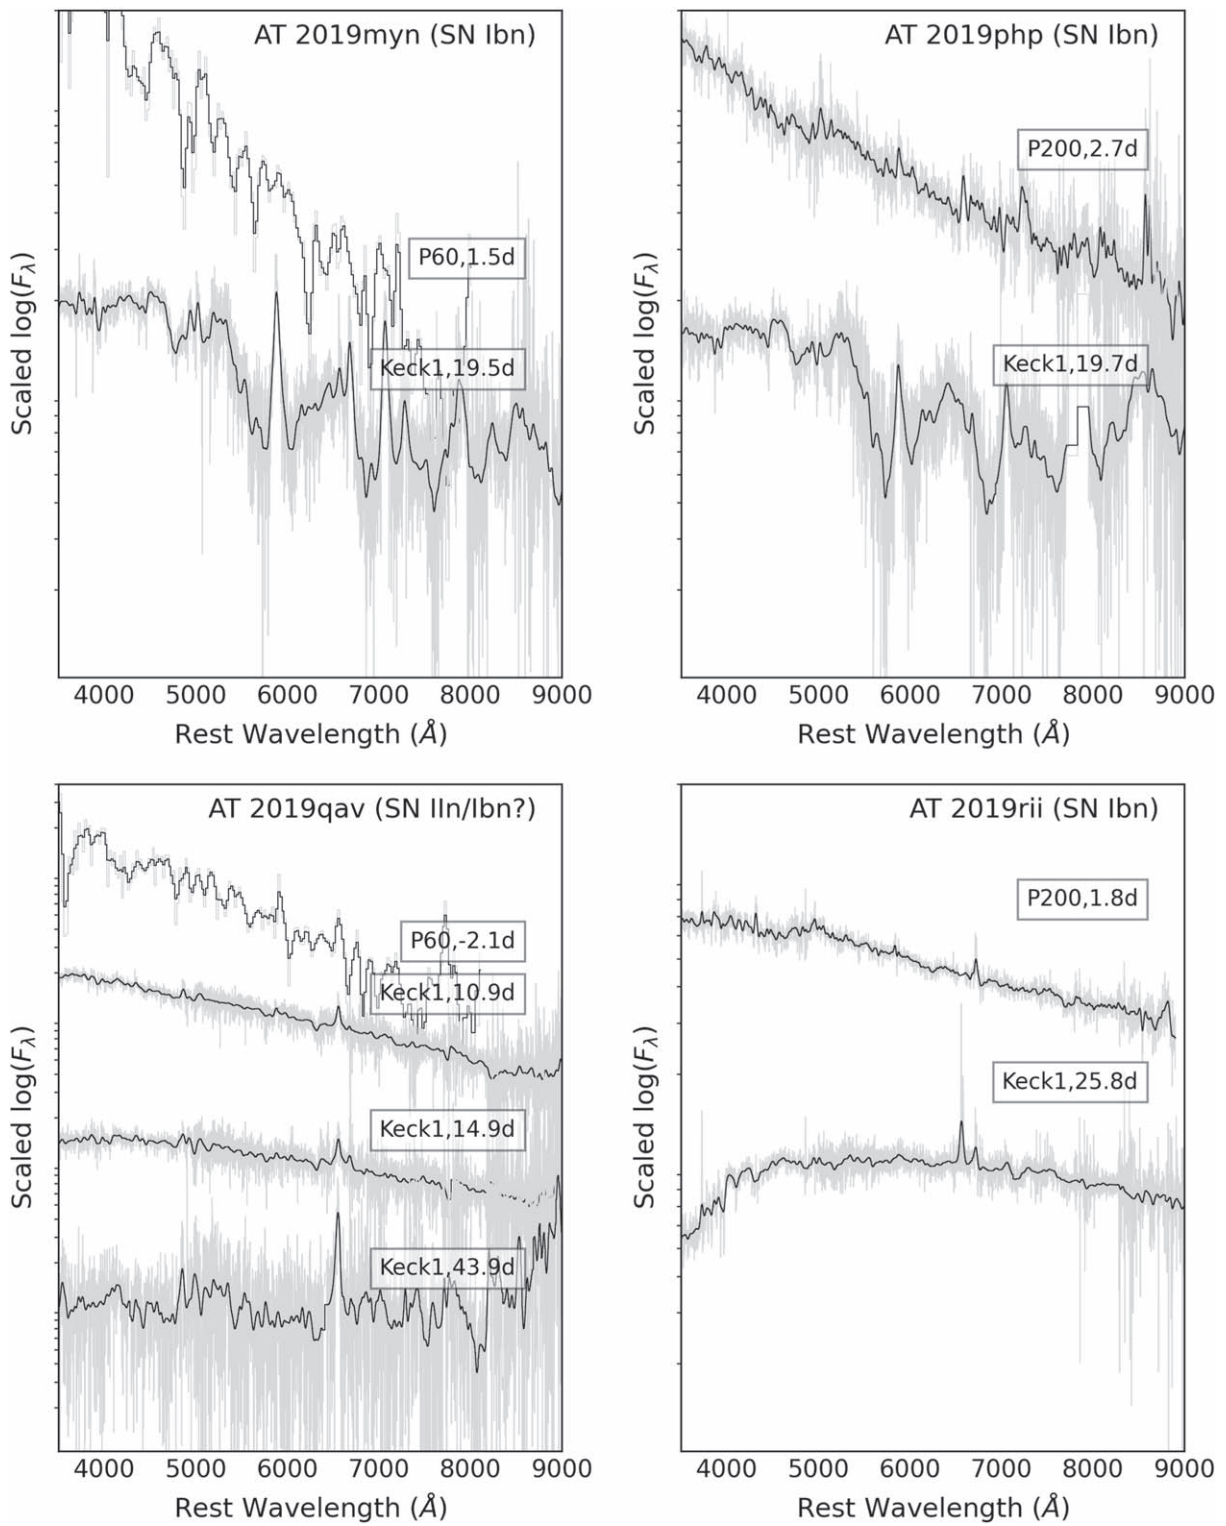 AT 2019myn (SN Ibn)
P60,1.5d
Keck1,19.5d
Scaled log(Fλ)
4000 5000 6000 7000 8000 9000
Rest Wavelength (Å)
AT 2019php (SN Ibn)
P200,2.7d
Keck1,19.7d
Scaled log(Fλ)
4000 5000 6000 7000 8000 9000
Rest Wavelength (Å)
AT 2019qav (SN IIn/Ibn?)
P60,-2.1d
Keck1,10.9d
Keck1,14.9d
Keck1,43.9d
Scaled log(Fλ)
4000 5000 6000 7000 8000 9000
Rest Wavelength (Å)
AT 2019rii (SN Ibn)
P200,1.8d
Keck1,25.8d
Scaled log(Fλ)
4000 5000 6000 7000 8000 9000
Rest Wavelength (Å)